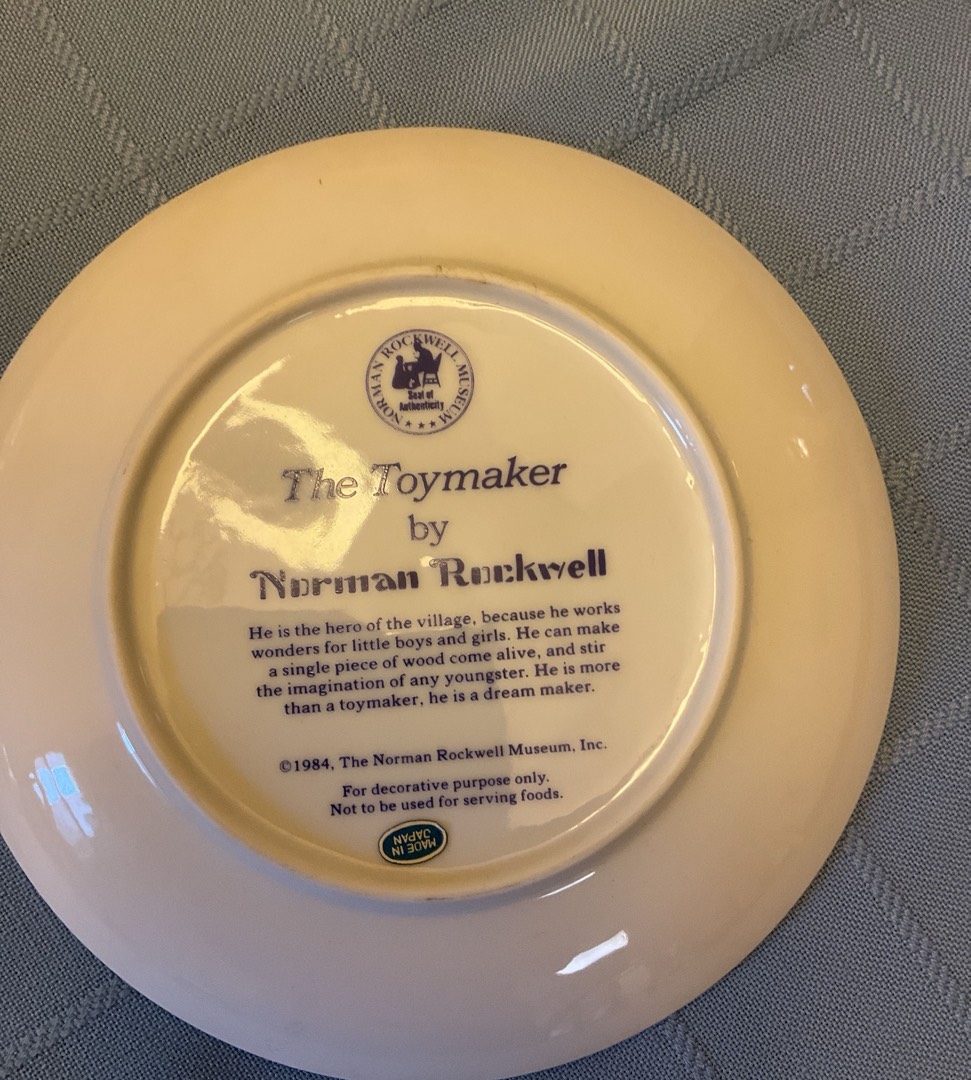 NORMAN ROCKWELL MUSEUM
Seal of
Authenticity
The Toymaker
by
Norman Rockwell
He is the hero of the village, because he works
wonders for little boys and girls. He can make
a single piece of wood come alive, and stir
the imagination of any youngster. He is more
than a toymaker, he is a dream maker.
©1984, The Norman Rockwell Museum, Inc.
For decorative purpose only.
Not to be used for serving foods.
MADE IN
JAPAN